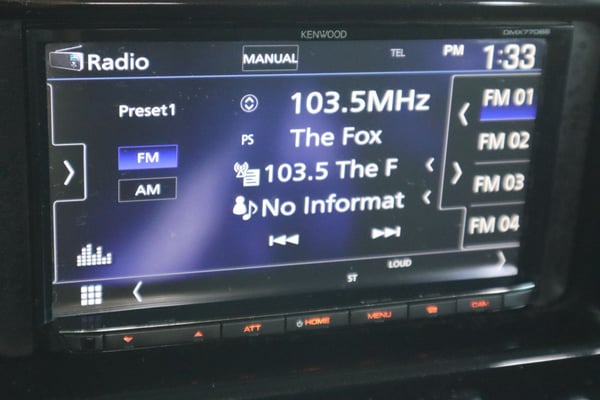 KENWOOD
DMX7706S
Radio
MANUAL
TEL
PM 1:33
Preset1
103.5MHz
FM 01
PS The Fox
FM 02
FM
103.5 The F
FM 03
AM
No Informat
FM 04
LOUD
ST
ATT
HOME
MENU
CAM